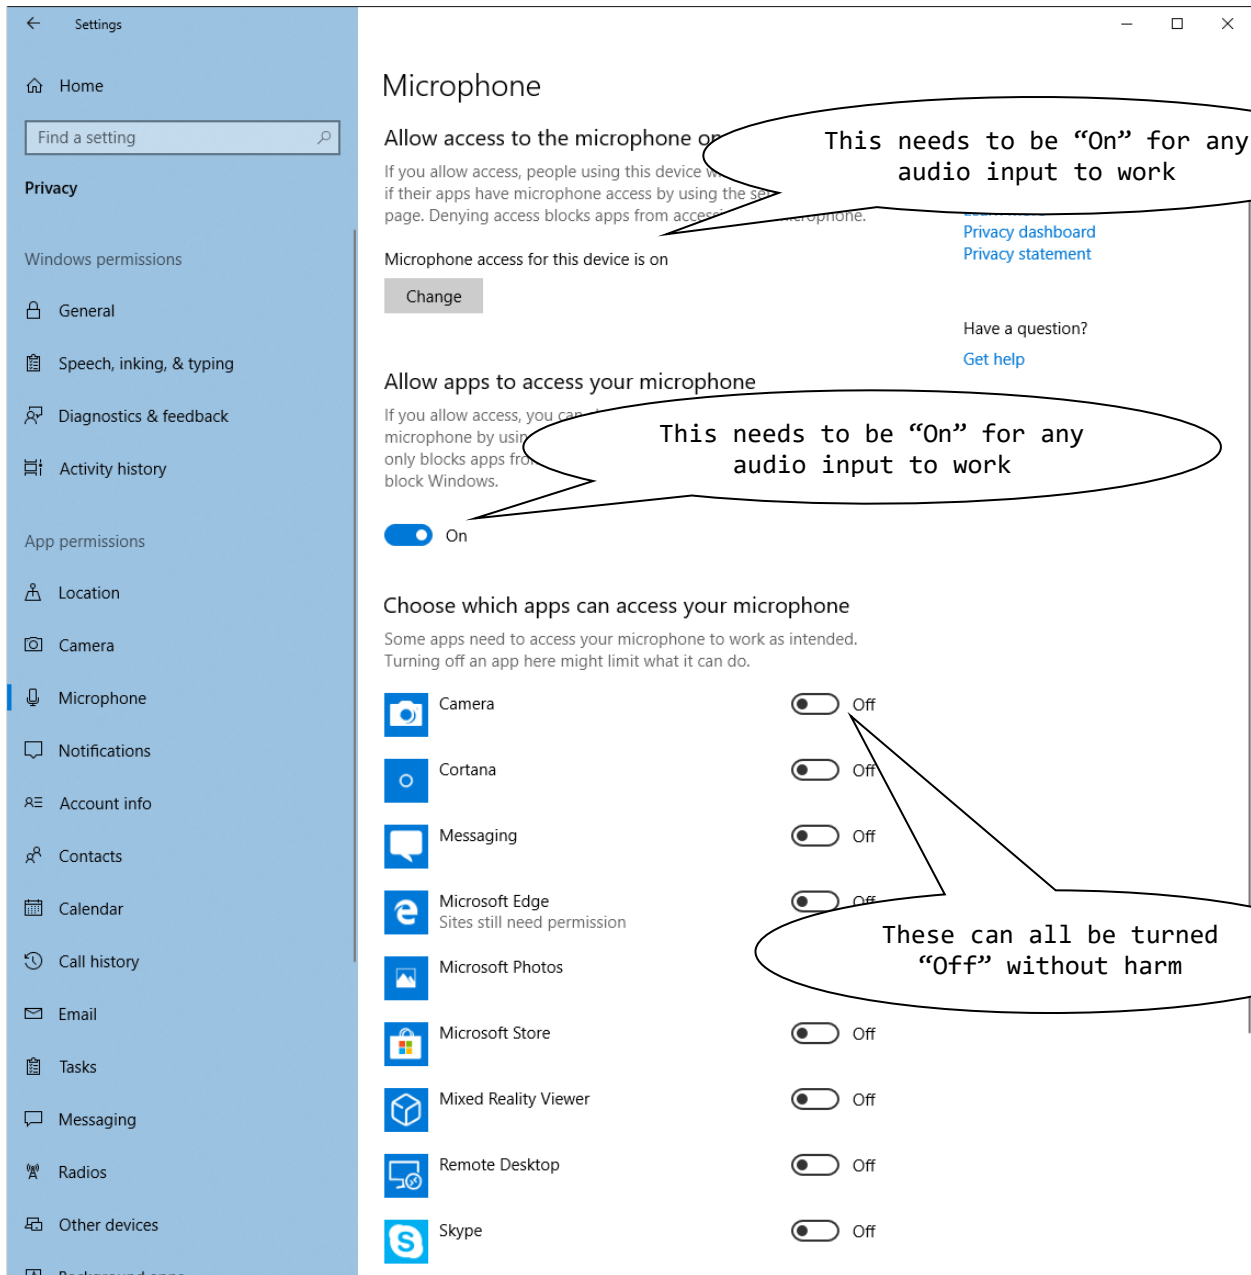 Settings
Home
Find a setting
Privacy
Windows permissions
General
Speech, inking, & typing
Diagnostics & feedback
Activity history
App permissions
Location
Camera
Microphone
Notifications
Account info
Contacts
Calendar
Call history
Email
Tasks
Messaging
Radios
Other devices
Microphone
Allow access to the microphone
If you allow access, people using this device
if their apps have microphone access by using the
page. Denying access blocks apps from
Microphone access for this device is on
Change
This needs to be “On” for any
audio input to work
Privacy dashboard
Privacy statement
Have a question?
Get help
Allow apps to access your microphone
If you allow access, you
microphone by
only blocks apps
block Windows.
This needs to be “On” for any
audio input to work
On
Choose which apps can access your microphone
Some apps need to access your microphone to work as intended.
Turning off an app here might limit what it can do.
Camera Off
Cortana Off
Messaging Off
Microsoft Edge
Sites still need permission
Microsoft Photos
These can all be turned
“Off” without harm
Microsoft Store Off
Mixed Reality Viewer Off
Remote Desktop Off
Skype Off